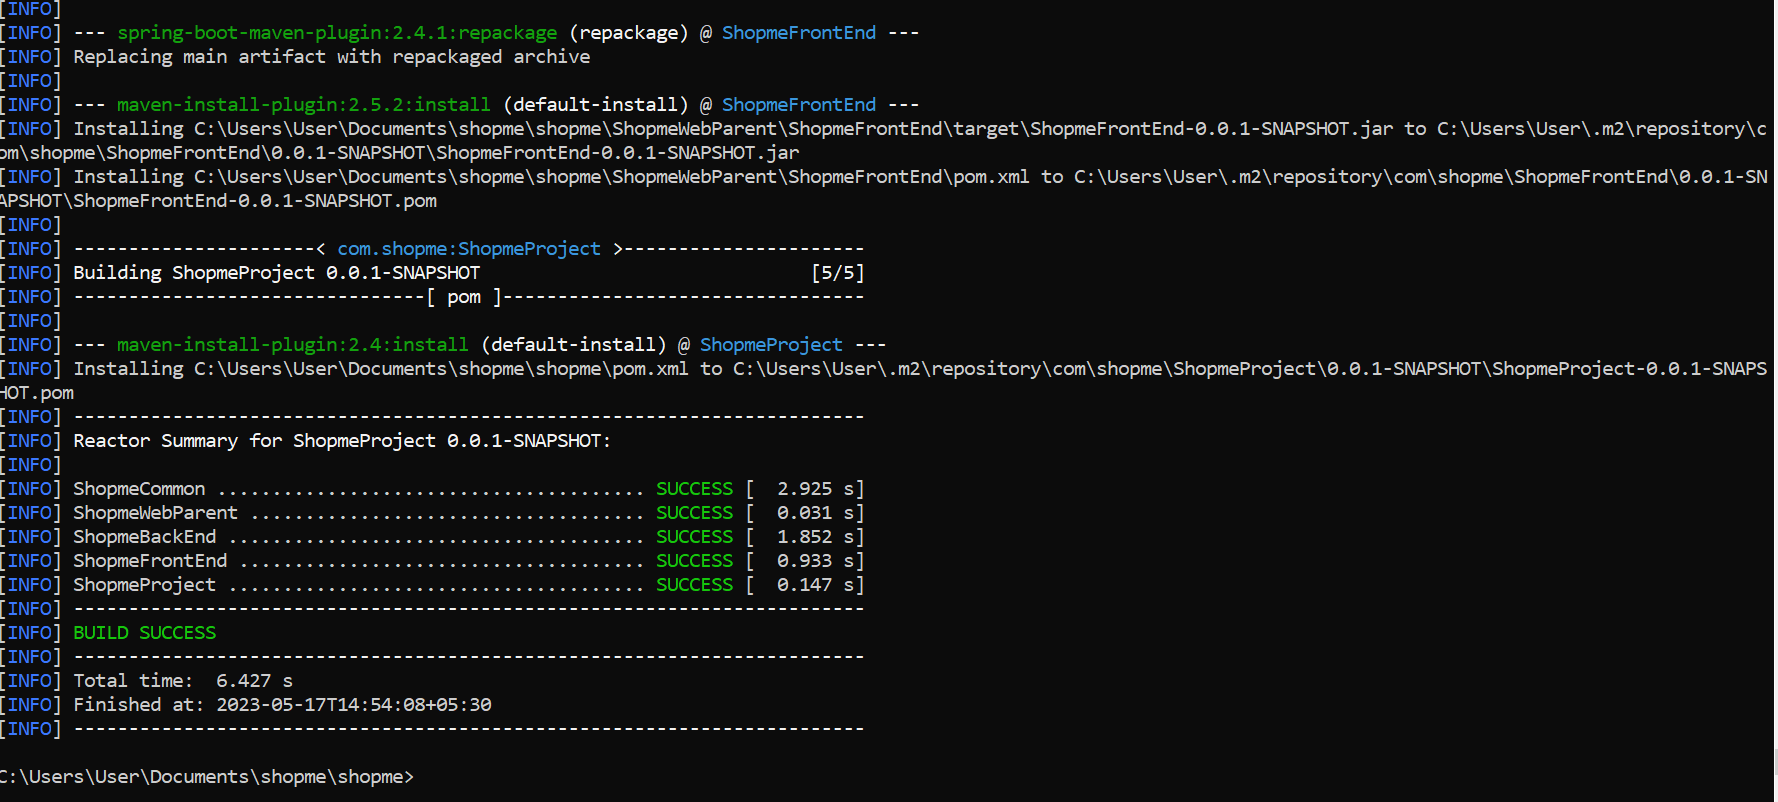 [INFO]
[INFO] --- spring-boot-maven-plugin:2.4.1:repackage (repackage) @ ShopmeFrontEnd ---
[INFO] Replacing main artifact with repackaged archive
[INFO]
[INFO] --- maven-install-plugin:2.5.2:install (default-install) @ ShopmeFrontEnd ---
[INFO] Installing C:\Users\User\Documents\shopme\shopme\ShopmeWebParent\ShopmeFrontEnd\target\ShopmeFrontEnd-0.0.1-SNAPSHOT.jar to C:\Users\User\.m2\repository\c
om\shopme\ShopmeFrontEnd\0.0.1-SNAPSHOT\ShopmeFrontEnd-0.0.1-SNAPSHOT.jar
[INFO] Installing C:\Users\User\Documents\shopme\shopme\ShopmeWebParent\ShopmeFrontEnd\pom.xml to C:\Users\User\.m2\repository\com\shopme\ShopmeFrontEnd\0.0.1-SN
APSHOT\ShopmeFrontEnd-0.0.1-SNAPSHOT.pom
[INFO]
[INFO] ----------------------< com.shopme:ShopmeProject >----------------------
[INFO] Building ShopmeProject 0.0.1-SNAPSHOT                              [5/5]
[INFO] --------------------------------[ pom ]---------------------------------
[INFO]
[INFO] --- maven-install-plugin:2.4:install (default-install) @ ShopmeProject ---
[INFO] Installing C:\Users\User\Documents\shopme\shopme\pom.xml to C:\Users\User\.m2\repository\com\shopme\ShopmeProject\0.0.1-SNAPSHOT\ShopmeProject-0.0.1-SNAPS
HOT.pom
[INFO] ------------------------------------------------------------------------
[INFO] Reactor Summary for ShopmeProject 0.0.1-SNAPSHOT:
[INFO]
[INFO] ShopmeCommon ....................................... SUCCESS [  2.925 s]
[INFO] ShopmeWebParent .................................... SUCCESS [  0.031 s]
[INFO] ShopmeBackEnd ...................................... SUCCESS [  1.852 s]
[INFO] ShopmeFrontEnd ..................................... SUCCESS [  0.933 s]
[INFO] ShopmeProject ...................................... SUCCESS [  0.147 s]
[INFO] ------------------------------------------------------------------------
[INFO] BUILD SUCCESS
[INFO] ------------------------------------------------------------------------
[INFO] Total time:  6.427 s
[INFO] Finished at: 2023-05-17T14:54:08+05:30
[INFO] ------------------------------------------------------------------------
C:\Users\User\Documents\shopme\shopme>